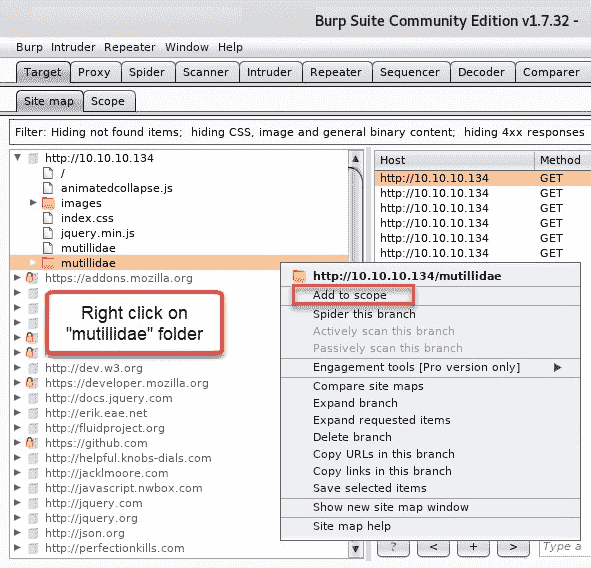 Burp Suite Community Edition v1.7.32 -
Burp Intruder Repeater Window Help
Target Proxy Spider Scanner Intruder Repeater Sequencer Decoder Comparer
Site map Scope
Filter: Hiding not found items; hiding CSS, image and general binary content; hiding 4xx responses
http://10.10.10.134
/
animatedcollapse.js
images
index.css
jquery.min.js
mutillidae
mutillidae
https://addons.mozilla.org
Right click on
"mutillidae" folder
http://dev.w3.org
https://developer.mozilla.org
http://docs.jquery.com
http://erik.eae.net
http://fluidproject.org
https://github.com
http://helpful.knobs-dials.com
http://jacklmoore.com
http://javascript.nwbox.com
http://jquery.com
http://jquery.org
http://json.org
http://perfectionkills.com
Host Method
http://10.10.10.134 GET
http://10.10.10.134 GET
http://10.10.10.134 GET
http://10.10.10.134 GET
http://10.10.10.134 GET
http://10.10.10.134 GET
http://10.10.10.134/mutillidae
Add to scope
Spider this branch
Actively scan this branch
Passively scan this branch
Engagement tools [Pro version only]
Compare site maps
Expand branch
Expand requested items
Delete branch
Copy URLs in this branch
Copy links in this branch
Save selected items
Show new site map window
Site map help
? < + > Type a